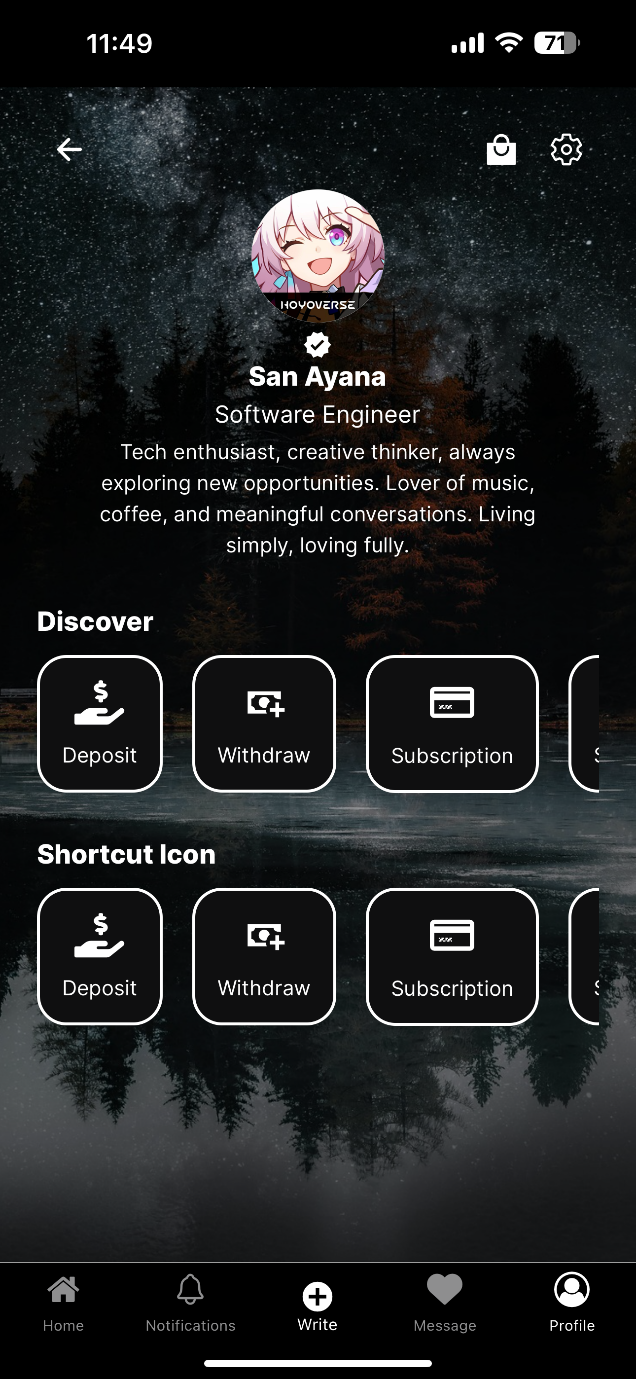 11:49
71
HOYOVERSE
San Ayana
Software Engineer
Tech enthusiast, creative thinker, always
exploring new opportunities. Lover of music,
coffee, and meaningful conversations. Living
simply, loving fully.
Discover
$
Deposit
Withdraw
Subscription
Shortcut Icon
$
Deposit
Withdraw
Subscription
Home
Notifications
Write
Message
Profile